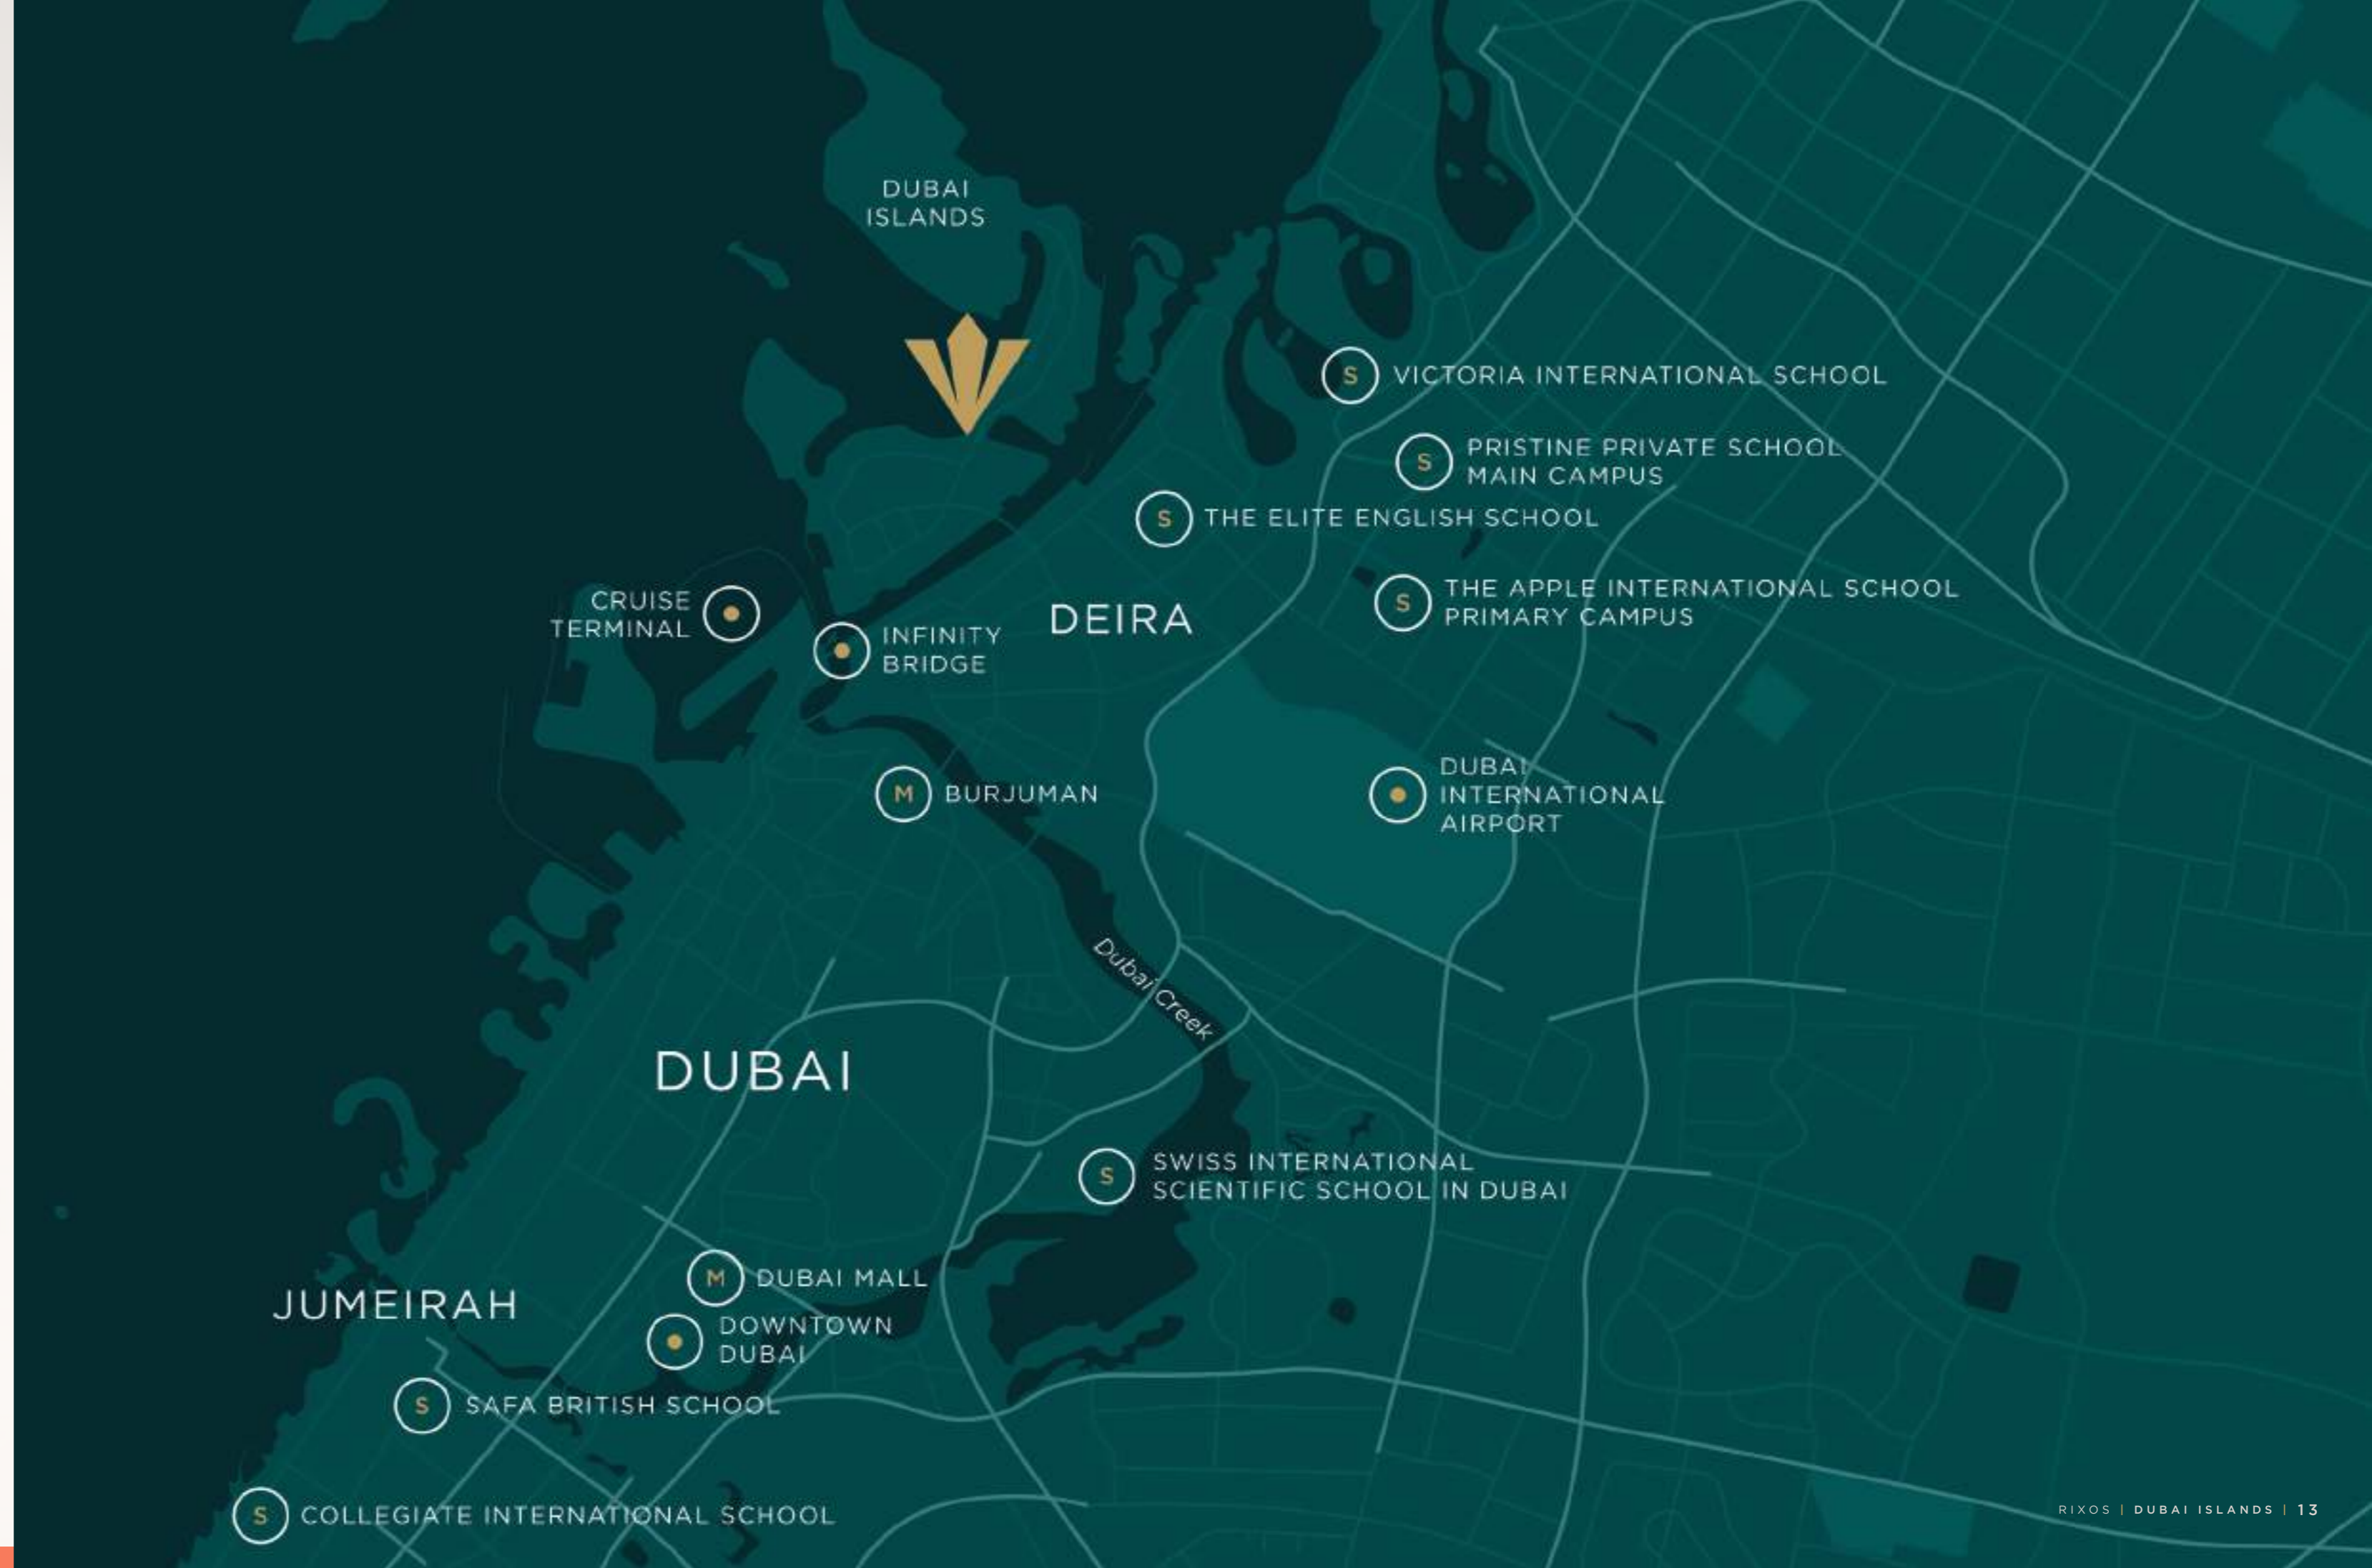 DUBAI
ISLANDS
S VICTORIA INTERNATIONAL SCHOOL
S PRISTINE PRIVATE SCHOOL
MAIN CAMPUS
S THE ELITE ENGLISH SCHOOL
CRUISE
TERMINAL
INFINITY
BRIDGE
DEIRA
S THE APPLE INTERNATIONAL SCHOOL
PRIMARY CAMPUS
M BURJUMAN
DUBAI
INTERNATIONAL
AIRPORT
Dubai Creek
DUBAI
S SWISS INTERNATIONAL
SCIENTIFIC SCHOOL IN DUBAI
M DUBAI MALL
JUMEIRAH
DOWNTOWN
DUBAI
S SAFA BRITISH SCHOOL
S COLLEGIATE INTERNATIONAL SCHOOL
RIXOS | DUBAI ISLANDS | 13